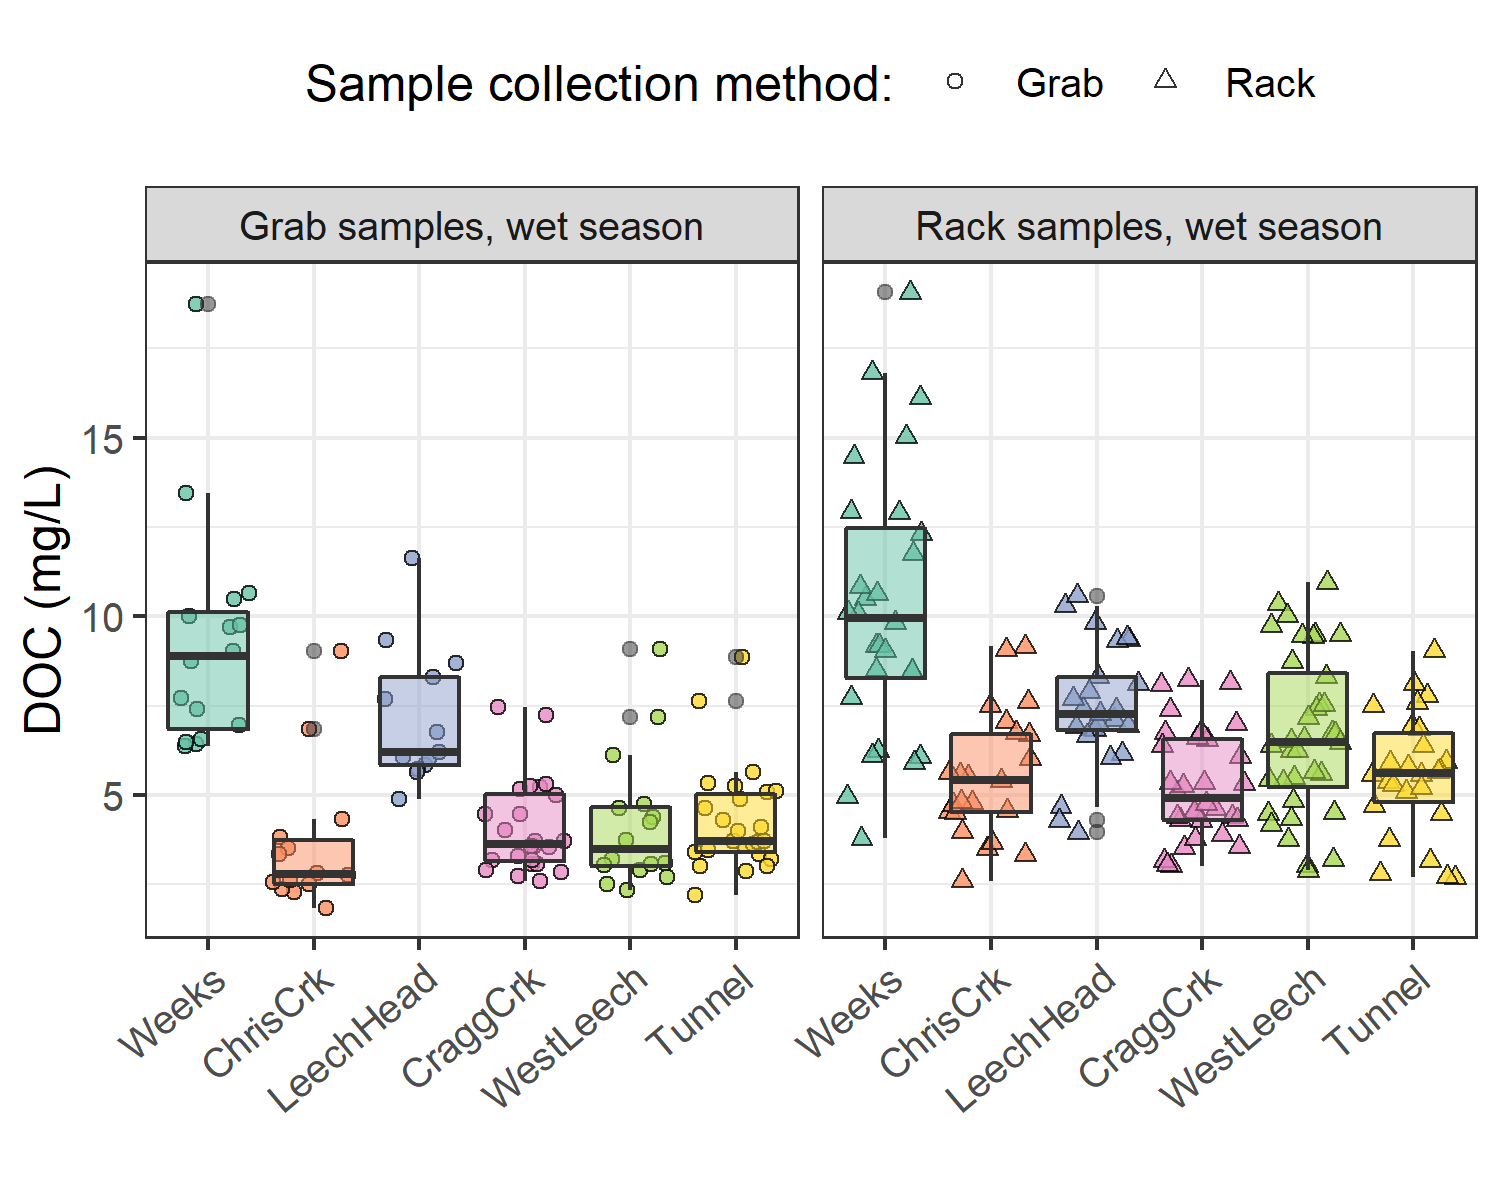 Sample collection method: Grab Rack
Grab samples, wet season
Rack samples, wet season
DOC (mg/L)
15
10
5
Weeks
ChrisCrk
LeechHead
CraggCrk
WestLeech
Tunnel
Weeks
ChrisCrk
LeechHead
CraggCrk
WestLeech
Tunnel